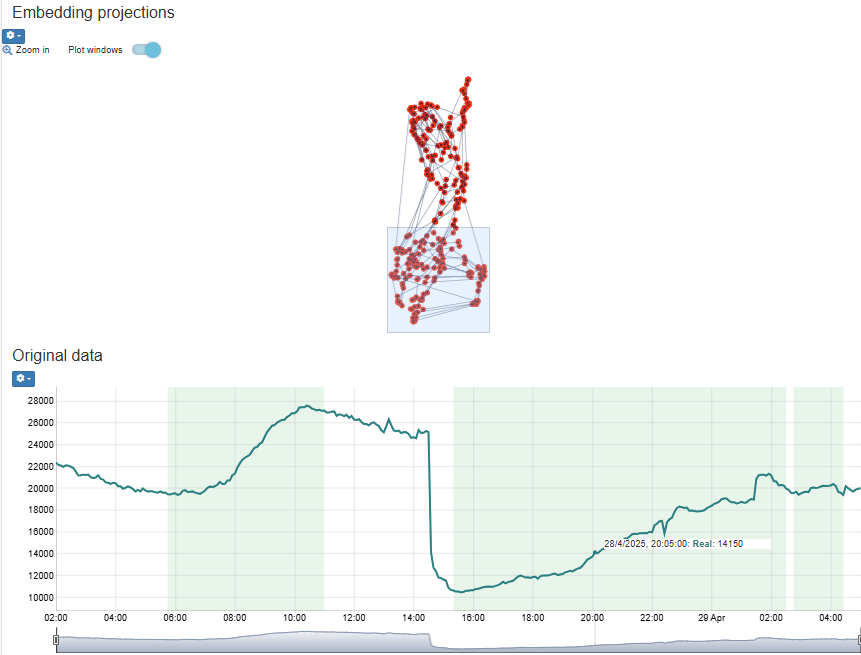 Embedding projections
Zoom in Plot windows
Original data
28000
26000
24000
22000
20000
18000
16000
14000
12000
10000
28/4/2025, 20:05:00: Real: 14150
02:00 04:00 06:00 08:00 10:00 12:00 14:00 16:00 18:00 20:00 22:00 29 Apr 02:00 04:00